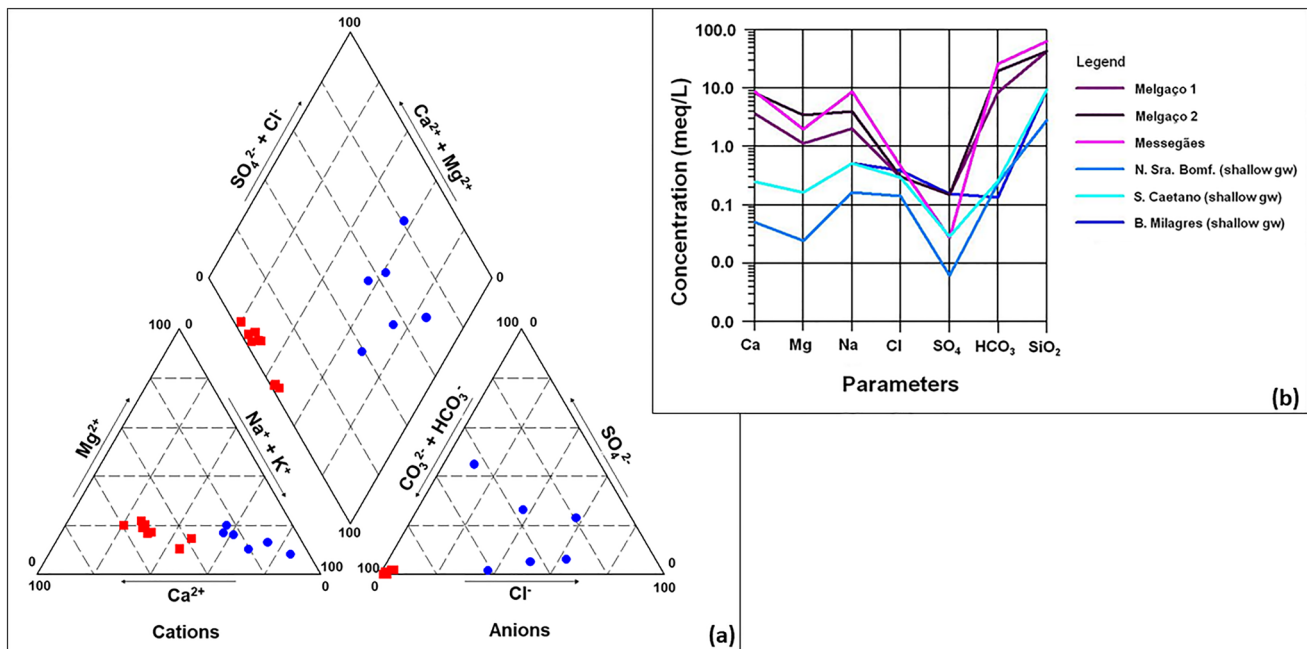 100
SO₄²⁻ + Cl⁻
Ca²⁺ + Mg²⁺
0
0
100
100 0
100 0
Mg²⁺
Na⁺ + K⁺
CO₃²⁻ + HCO₃⁻
SO₄²⁻
0
100
100
0
100
0
0
100
Ca²⁺
Cl⁻
Cations
Anions
(a)
Concentration (meq/L)
100.0
10.0
1.0
0.1
0.0
0.0
Ca Mg Na Cl SO₄ HCO₃ SiO₂
Parameters
Legend
Melgaço 1
Melgaço 2
Messegães
N. Sra. Bomf. (shallow gw)
S. Caetano (shallow gw)
B. Milagres (shallow gw)
(b)